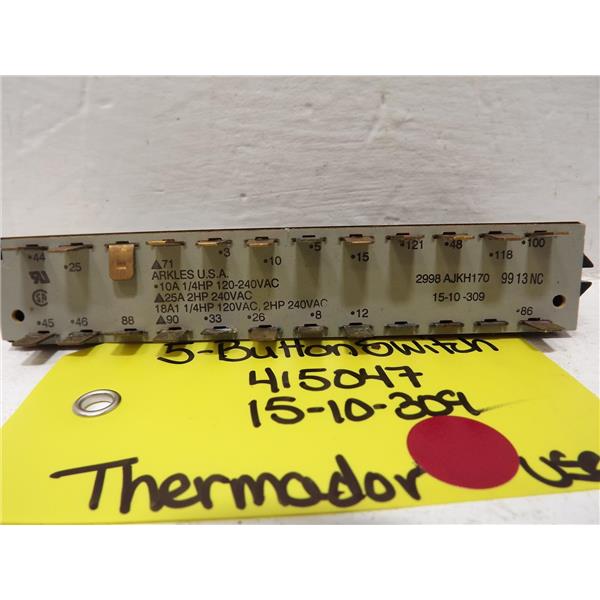 •44 •25 ▲71 •3 •10 •5 •15 •121 •48 •118 •100
ARKLES U.S.A.
•10A 1/4HP 120-240VAC
▲25A 2HP 240VAC
18A1 1/4HP 120VAC, 2HP 240VAC
2998 AJKH170 9913 NC
15-10 -309
•45 •46 88 ▲90 •33 •26 •8 •12 •86
5-Button Switch
415047
15-10-309
Thermador